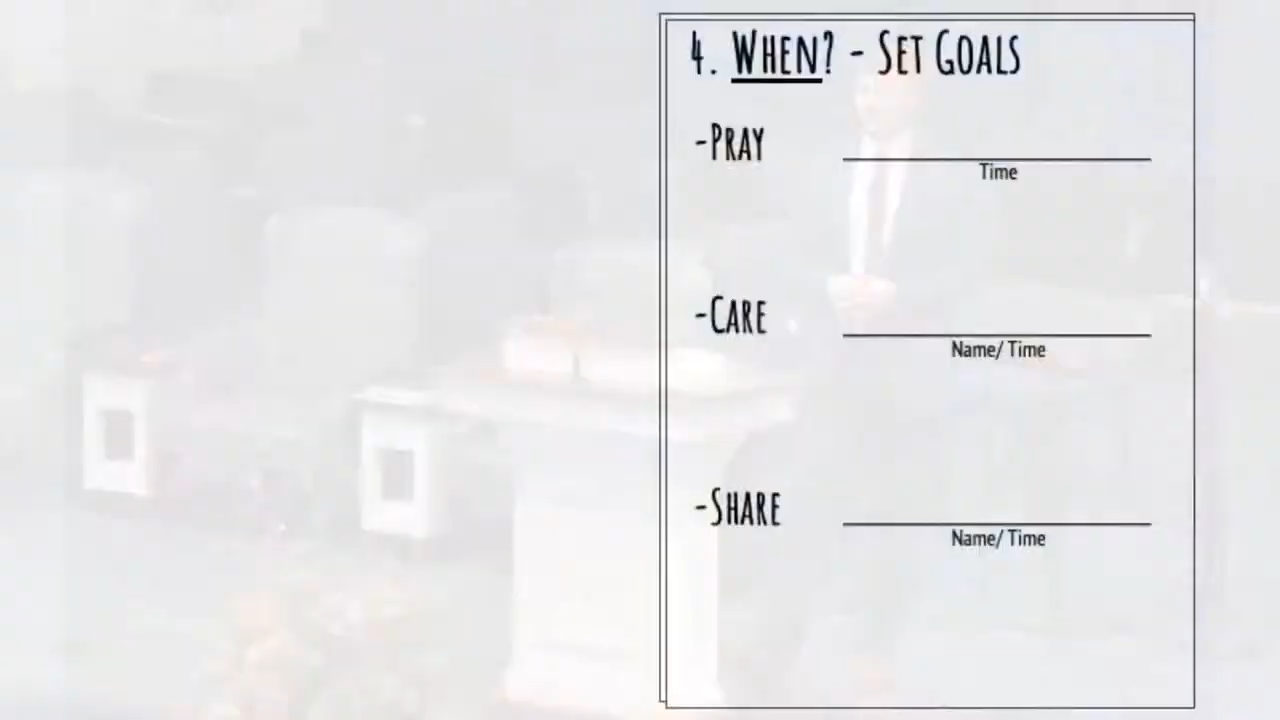 4. WHEN? - SET GOALS
-PRAY
Time
-CARE
Name/ Time
-SHARE
Name/ Time